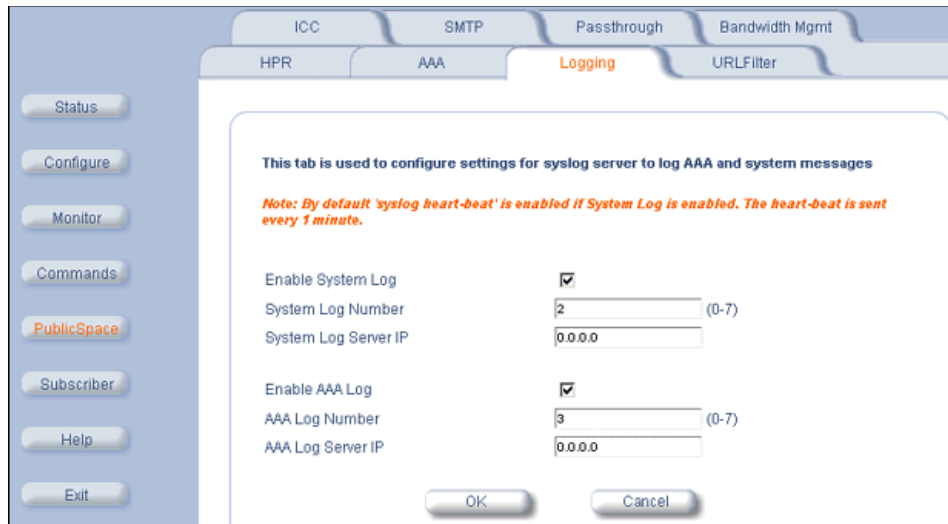 ICC SMTP Passthrough Bandwidth Mgmt
HPR AAA Logging URLFilter
Status
Configure
Monitor
Commands
PublicSpace
Subscriber
Help
Exit
This tab is used to configure settings for syslog server to log AAA and system messages
Note: By default 'syslog heart-beat' is enabled if System Log is enabled. The heart-beat is sent
every 1 minute.
Enable System Log
System Log Number 2 (0-7)
System Log Server IP 0.0.0.0
Enable AAA Log
AAA Log Number 3 (0-7)
AAA Log Server IP 0.0.0.0
OK Cancel